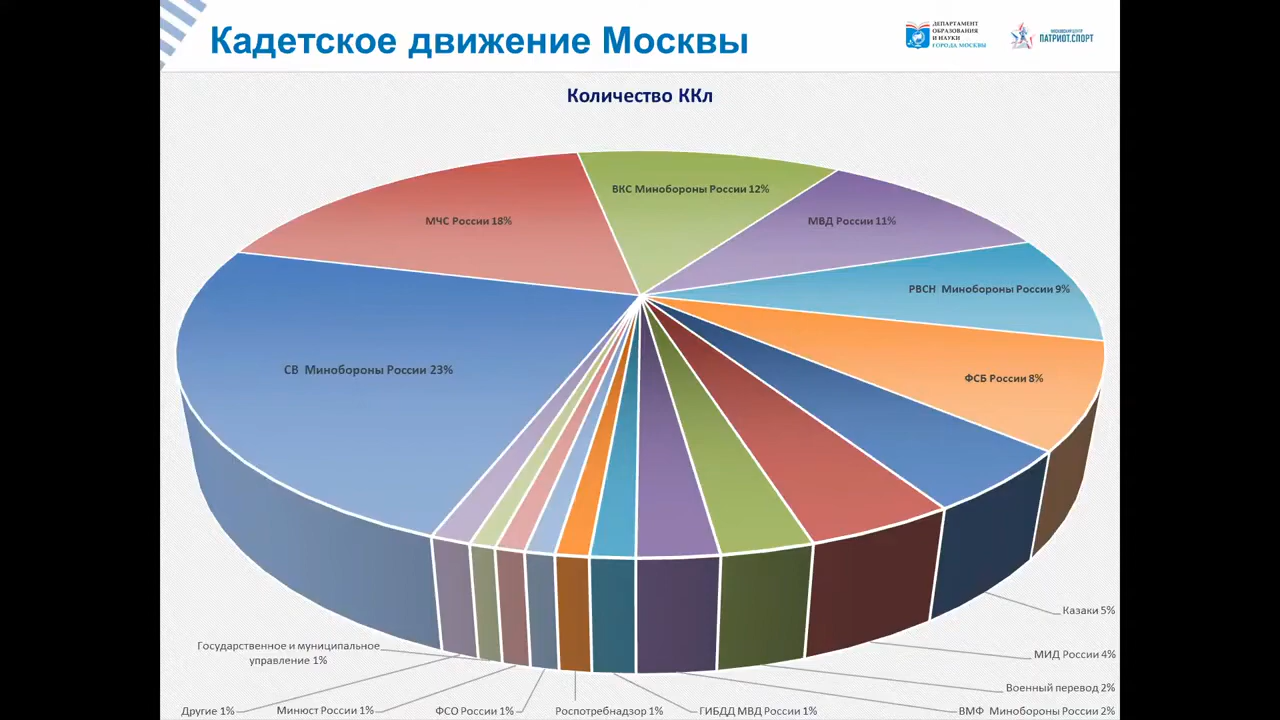 Кадетское движение Москвы
ДЕПАРТАМЕНТ
ОБРАЗОВАНИЯ
И НАУКИ
ГОРОДА МОСКВЫ
МОСКОВСКИЙ ЦЕНТР
ПАТРИОТ.СПОРТ
Количество ККл
ВКС Минобороны России 12%
МЧС России 18%
МВД России 11%
РВСН Минобороны России 9%
СВ Минобороны России 23%
ФСБ России 8%
Казаки 5%
Государственное и муниципальное
управление 1%
МИД России 4%
Военный перевод 2%
Другие 1%
Минюст России 1%
ФСО России 1%
Роспотребнадзор 1%
ГИБДД МВД России 1%
ВМФ Минобороны России 2%